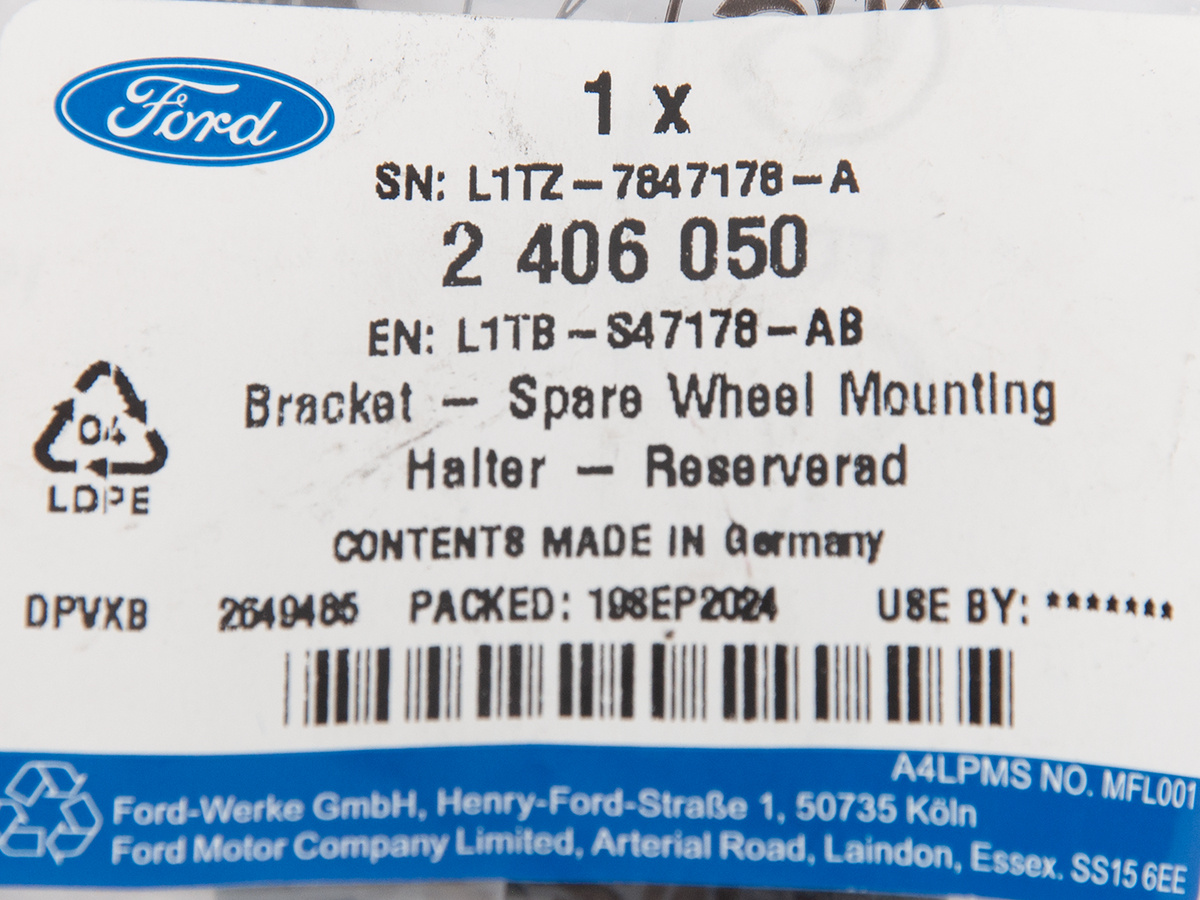 Ford
1 x
SN: L1TZ-7847178-A
2 406 050
EN: L1TB-S47178-AB
Bracket - Spare Wheel Mounting
Halter - Reserverad
04
LDPE
CONTENTS MADE IN Germany
DPVXB 2649485 PACKED: 19SEP2024 USE BY: *******
A4LPMS NO. MFL001
Ford-Werke GmbH, Henry-Ford-Straße 1, 50735 Köln
Ford Motor Company Limited, Arterial Road, Laindon, Essex. SS15 6EE